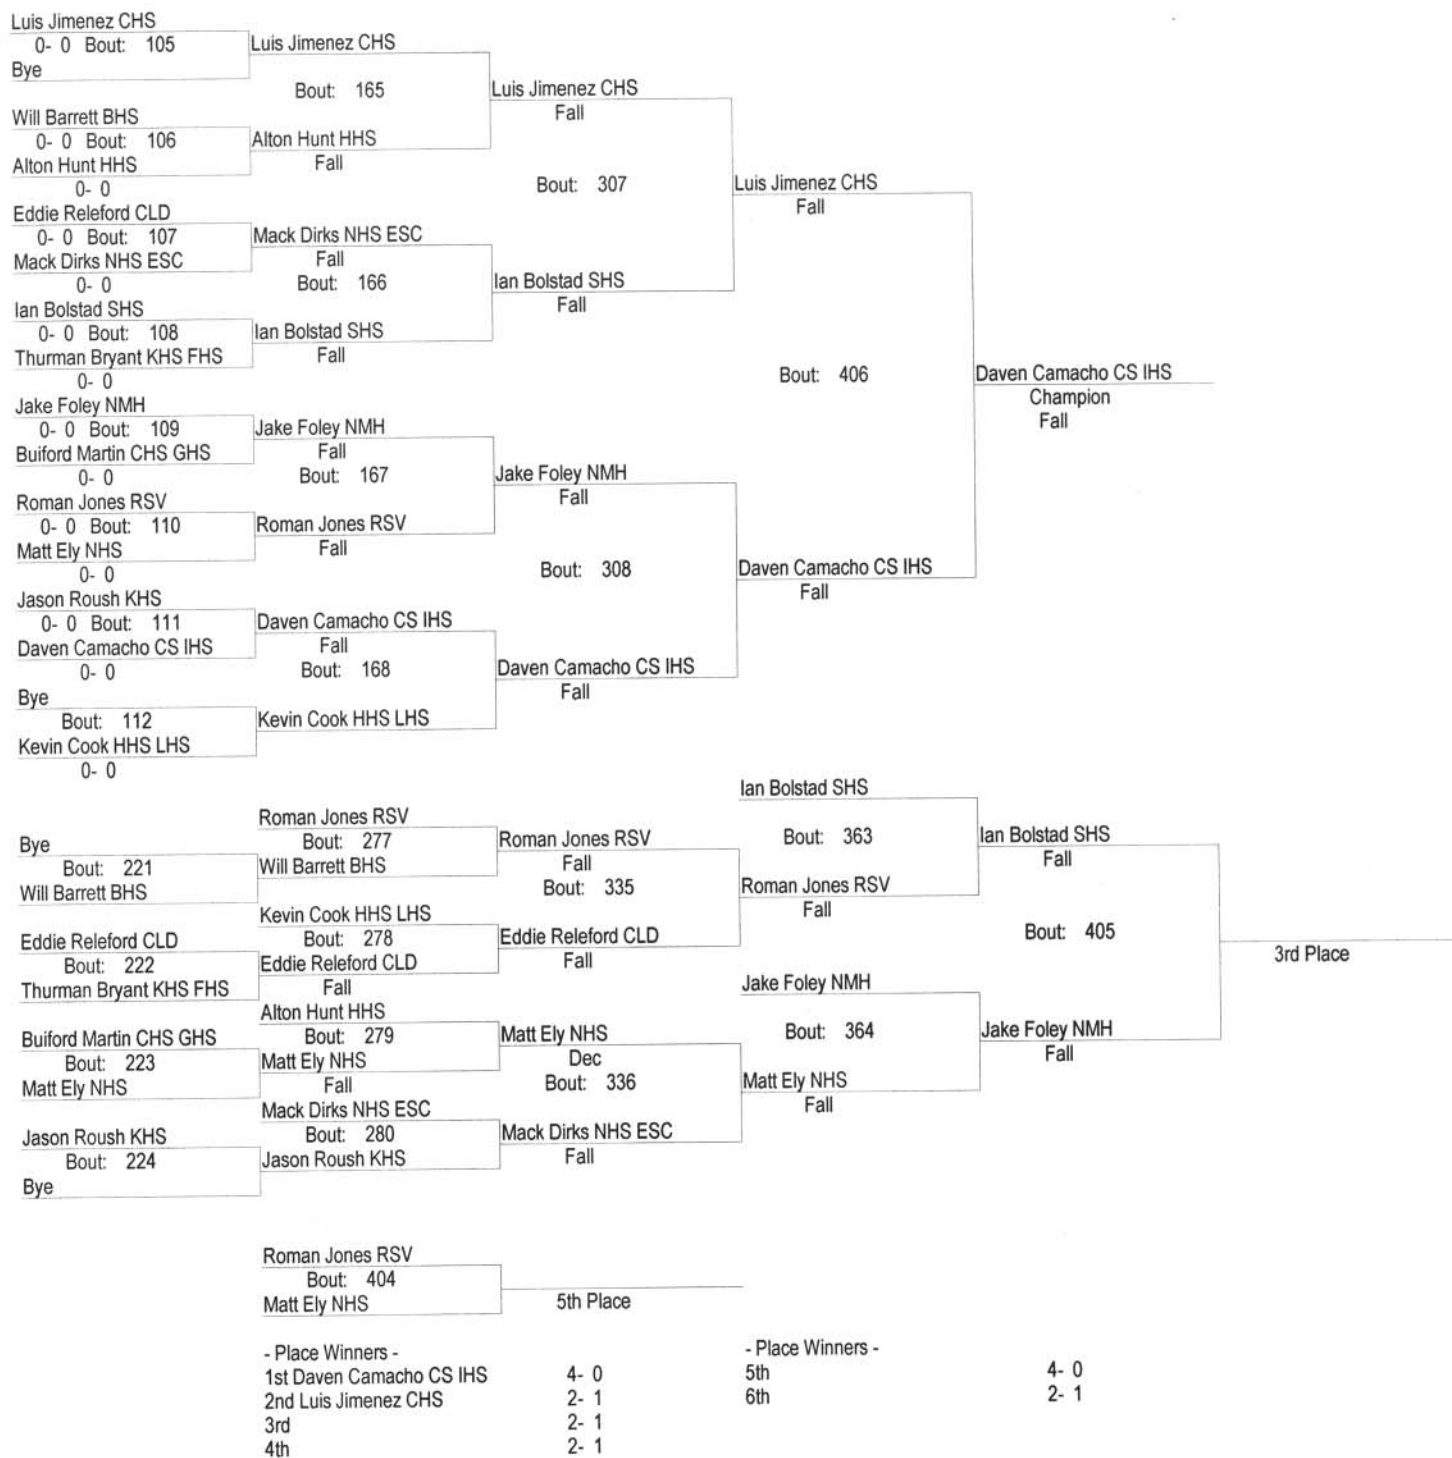 Luis Jimenez CHS
0- 0 Bout: 105
Bye
Luis Jimenez CHS
Bout: 165
Will Barrett BHS
0- 0 Bout: 106
Alton Hunt HHS
0- 0
Alton Hunt HHS
Fall
Luis Jimenez CHS
Fall
Bout: 307
Eddie Releford CLD
0- 0 Bout: 107
Mack Dirks NHS ESC
0- 0
Mack Dirks NHS ESC
Fall
Bout: 166
Ian Bolstad SHS
0- 0 Bout: 108
Thurman Bryant KHS FHS
0- 0
Ian Bolstad SHS
Fall
Ian Bolstad SHS
Fall
Luis Jimenez CHS
Fall
Bout: 406
Jake Foley NMH
0- 0 Bout: 109
Buiford Martin CHS GHS
0- 0
Jake Foley NMH
Fall
Bout: 167
Roman Jones RSV
0- 0 Bout: 110
Matt Ely NHS
0- 0
Roman Jones RSV
Fall
Jake Foley NMH
Fall
Bout: 308
Jason Roush KHS
0- 0 Bout: 111
Daven Camacho CS IHS
0- 0
Daven Camacho CS IHS
Fall
Bout: 168
Bye
Bout: 112
Kevin Cook HHS LHS
0- 0
Kevin Cook HHS LHS
Daven Camacho CS IHS
Fall
Daven Camacho CS IHS
Fall
Daven Camacho CS IHS
Champion
Fall
Bye
Bout: 221
Will Barrett BHS
Roman Jones RSV
Bout: 277
Will Barrett BHS
Roman Jones RSV
Fall
Bout: 335
Eddie Releford CLD
Bout: 222
Thurman Bryant KHS FHS
Kevin Cook HHS LHS
Bout: 278
Eddie Releford CLD
Fall
Eddie Releford CLD
Fall
Ian Bolstad SHS
Bout: 363
Roman Jones RSV
Fall
Ian Bolstad SHS
Fall
Bout: 405
Buiford Martin CHS GHS
Bout: 223
Matt Ely NHS
Alton Hunt HHS
Bout: 279
Matt Ely NHS
Fall
Matt Ely NHS
Dec
Bout: 336
Jason Roush KHS
Bout: 224
Bye
Mack Dirks NHS ESC
Bout: 280
Jason Roush KHS
Mack Dirks NHS ESC
Fall
Jake Foley NMH
Bout: 364
Matt Ely NHS
Fall
Jake Foley NMH
Fall
3rd Place
Roman Jones RSV
Bout: 404
Matt Ely NHS
5th Place
- Place Winners -
1st Daven Camacho CS IHS 4- 0
2nd Luis Jimenez CHS 2- 1
3rd 2- 1
4th 2- 1
- Place Winners -
5th 4- 0
6th 2- 1